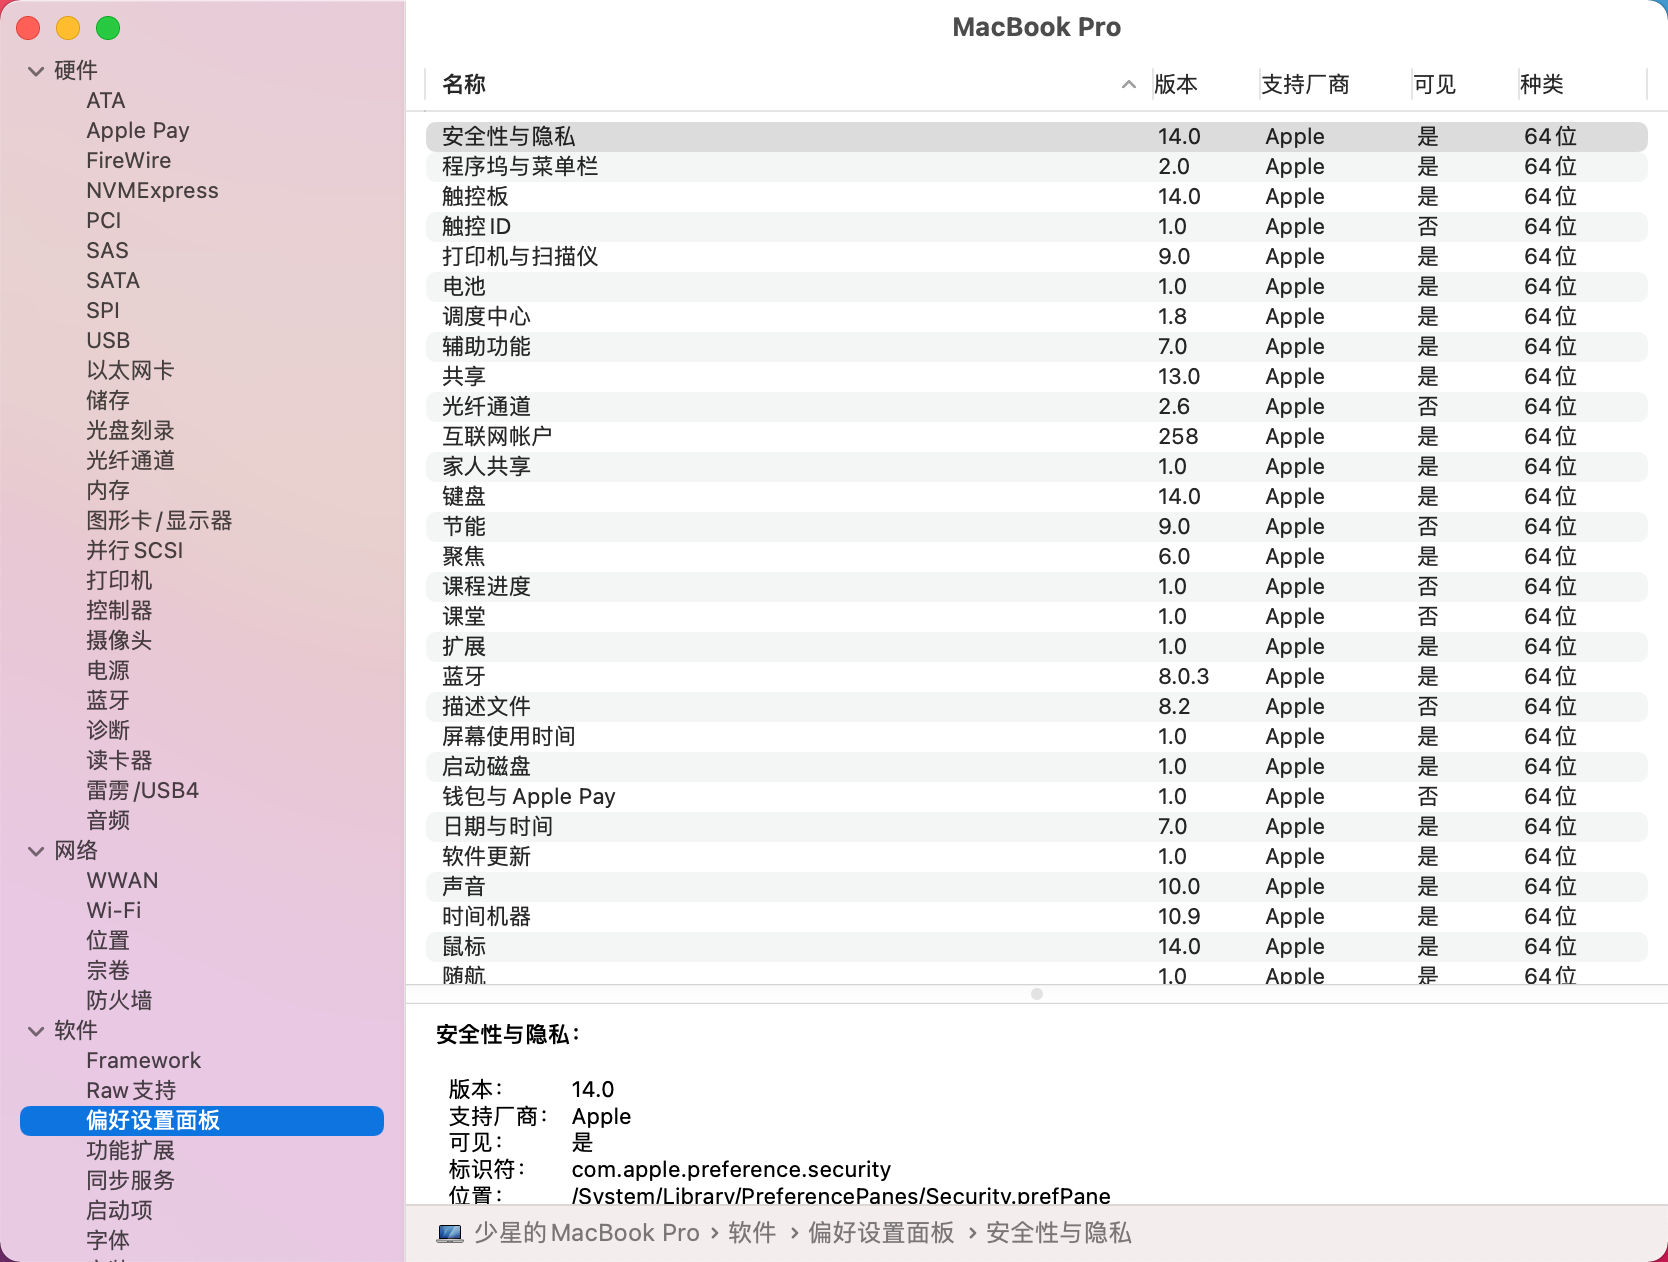 MacBook Pro
硬件
ATA
Apple Pay
FireWire
NVMExpress
PCI
SAS
SATA
SPI
USB
以太网卡
储存
光盘刻录
光纤通道
内存
图形卡/显示器
并行 SCSI
打印机
控制器
摄像头
电源
蓝牙
诊断
读卡器
雷雳/USB4
音频
网络
WWAN
Wi-Fi
位置
宗卷
防火墙
软件
Framework
Raw 支持
偏好设置面板
功能扩展
同步服务
启动项
字体
名称 版本 支持厂商 可见 种类
安全性与隐私 14.0 Apple 是 64 位
程序坞与菜单栏 2.0 Apple 是 64 位
触控板 14.0 Apple 是 64 位
触控 ID 1.0 Apple 否 64 位
打印机与扫描仪 9.0 Apple 是 64 位
电池 1.0 Apple 是 64 位
调度中心 1.8 Apple 是 64 位
辅助功能 7.0 Apple 是 64 位
共享 13.0 Apple 是 64 位
光纤通道 2.6 Apple 否 64 位
互联网帐户 258 Apple 是 64 位
家人共享 1.0 Apple 是 64 位
键盘 14.0 Apple 是 64 位
节能 9.0 Apple 否 64 位
聚焦 6.0 Apple 是 64 位
课程进度 1.0 Apple 否 64 位
课堂 1.0 Apple 否 64 位
扩展 1.0 Apple 是 64 位
蓝牙 8.0.3 Apple 是 64 位
描述文件 8.2 Apple 否 64 位
屏幕使用时间 1.0 Apple 是 64 位
启动磁盘 1.0 Apple 是 64 位
钱包与 Apple Pay 1.0 Apple 否 64 位
日期与时间 7.0 Apple 是 64 位
软件更新 1.0 Apple 是 64 位
声音 10.0 Apple 是 64 位
时间机器 10.9 Apple 是 64 位
鼠标 14.0 Apple 是 64 位
随航 1.0 Apple 是 64 位
安全性与隐私：
版本： 14.0
支持厂商： Apple
可见： 是
标识符： com.apple.preference.security
位置： /System/Library/PreferencePanes/Security.prefPane
少星的MacBook Pro › 软件 › 偏好设置面板 › 安全性与隐私